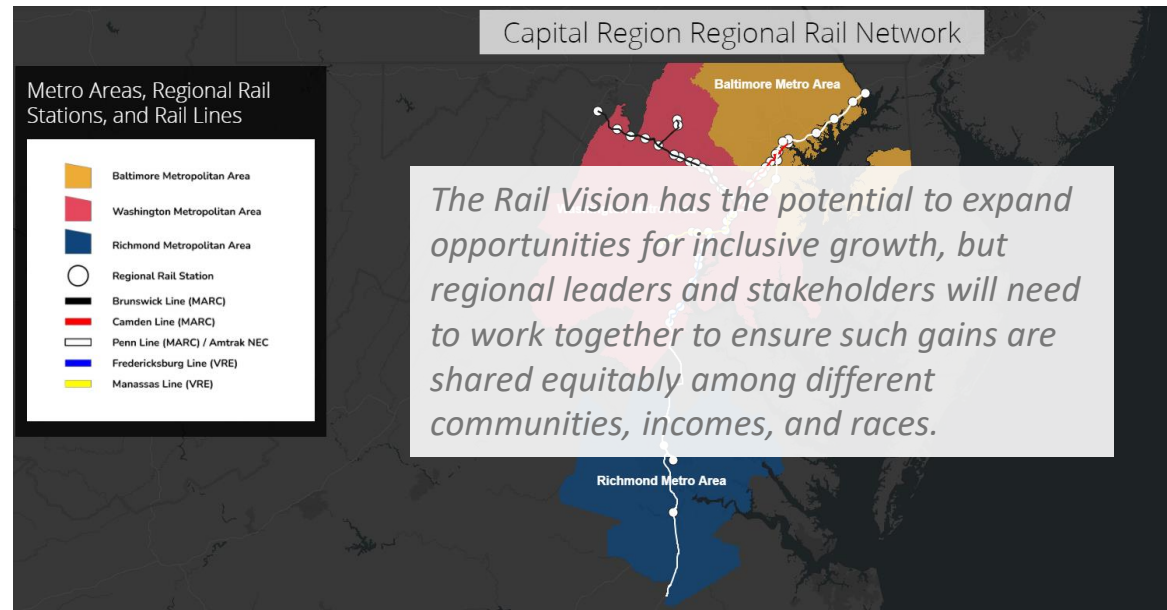 Capital Region Regional Rail Network
Metro Areas, Regional Rail
Stations, and Rail Lines
Baltimore Metropolitan Area
Washington Metropolitan Area
Richmond Metropolitan Area
Regional Rail Station
Brunswick Line (MARC)
Camden Line (MARC)
Penn Line (MARC) / Amtrak NEC
Fredericksburg Line (VRE)
Manassas Line (VRE)
Baltimore Metro Area
The Rail Vision has the potential to expand
opportunities for inclusive growth, but
regional leaders and stakeholders will need
to work together to ensure such gains are
shared equitably among different
communities, incomes, and races.
Richmond Metro Area